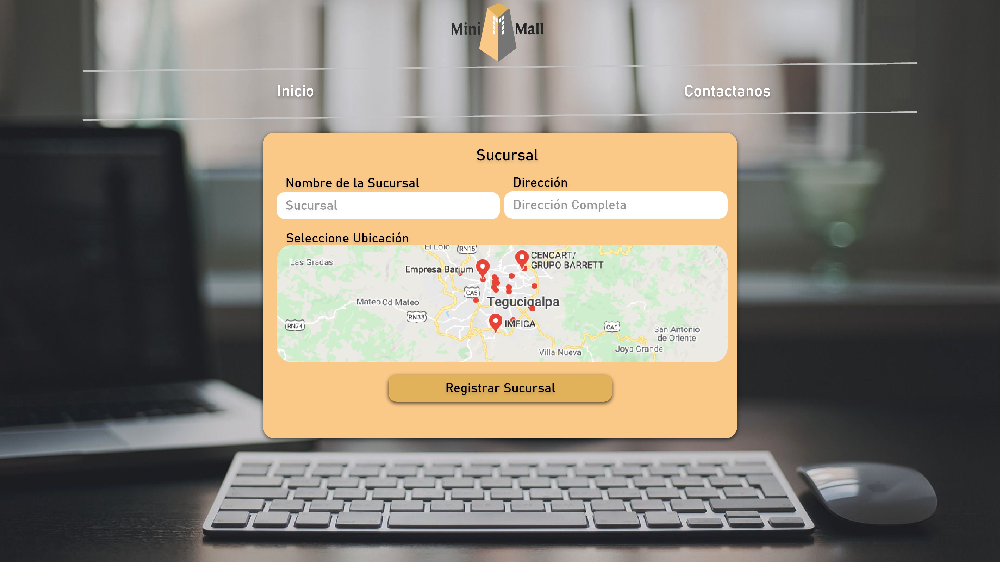 Mini Mall
Inicio
Contactanos
Sucursal
Nombre de la Sucursal
Dirección
Sucursal
Dirección Completa
Seleccione Ubicación
El Lolo
RN15
CENCART/
GRUPO BARRETT
Las Gradas
Empresa Barjum
CA5
Tegucigalpa
Mateo
Cd Mateo
RN33
RN74
IMFICA
CA6
San Antonio
de Oriente
Joya Grande
Villa Nueva
Registrar Sucursal